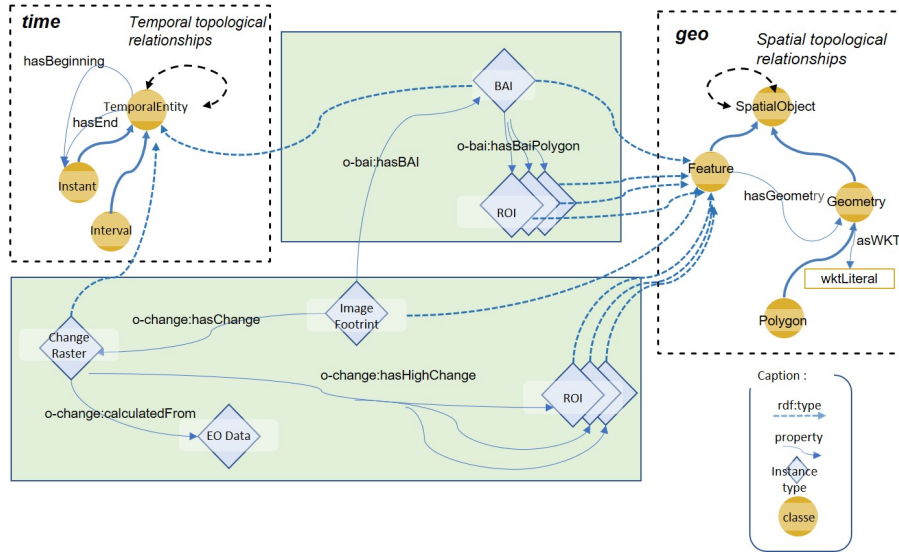 time
Temporal topological
relationships
hasBeginning
TemporalEntity
hasEnd
Instant
Interval
BAI
o-bai:hasBaiPolygon
o-bai:hasBAI
ROI
geo
Spatial topological
relationships
SpatialObject
Feature
hasGeometry
Geometry
asWKT
wktLiteral
Polygon
Image
Footrint
o-change:hasChange
Change
Raster
o-change:hasHighChange
o-change:calculatedFrom
ROI
EO Data
Caption :
rdf:type
property
Instance
type
classe